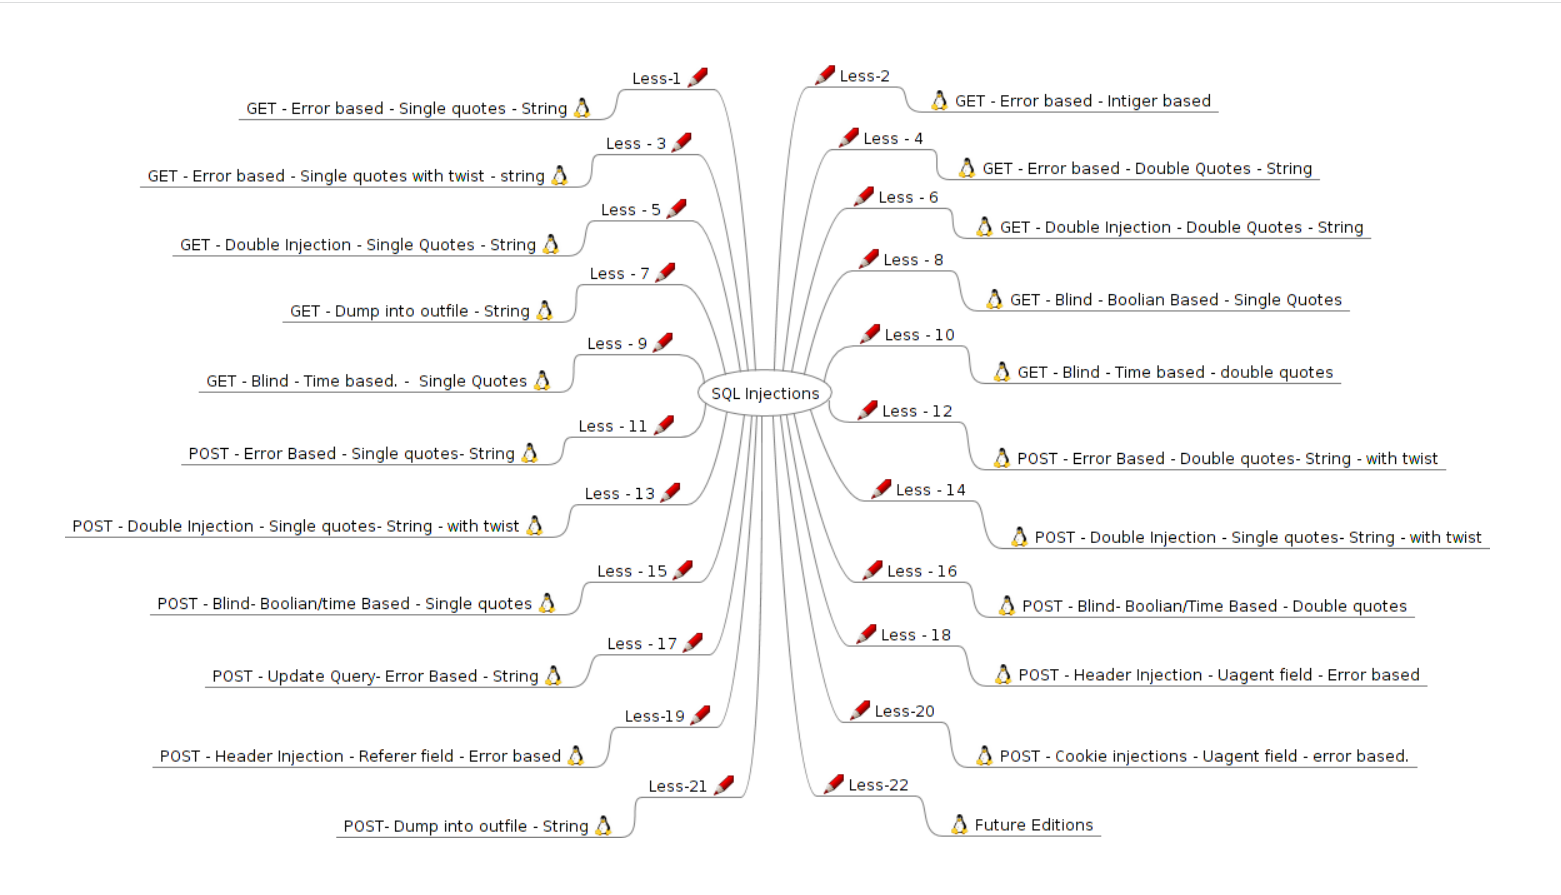 SQL Injections
Less-1
GET - Error based - Single quotes - String
Less - 3
GET - Error based - Single quotes with twist - string
Less - 5
GET - Double Injection - Single Quotes - String
Less - 7
GET - Dump into outfile - String
Less - 9
GET - Blind - Time based. -  Single Quotes
Less - 11
POST - Error Based - Single quotes- String
Less - 13
POST - Double Injection - Single quotes- String - with twist
Less - 15
POST - Blind- Boolian/time Based - Single quotes
Less - 17
POST - Update Query- Error Based - String
Less-19
POST - Header Injection - Referer field - Error based
Less-21
POST- Dump into outfile - String
Less-2
GET - Error based - Intiger based
Less - 4
GET - Error based - Double Quotes - String
Less - 6
GET - Double Injection - Double Quotes - String
Less - 8
GET - Blind - Boolian Based - Single Quotes
Less - 10
GET - Blind - Time based - double quotes
Less - 12
POST - Error Based - Double quotes- String - with twist
Less - 14
POST - Double Injection - Single quotes- String - with twist
Less - 16
POST - Blind- Boolian/Time Based - Double quotes
Less - 18
POST - Header Injection - Uagent field - Error based
Less-20
POST - Cookie injections - Uagent field - error based.
Less-22
Future Editions